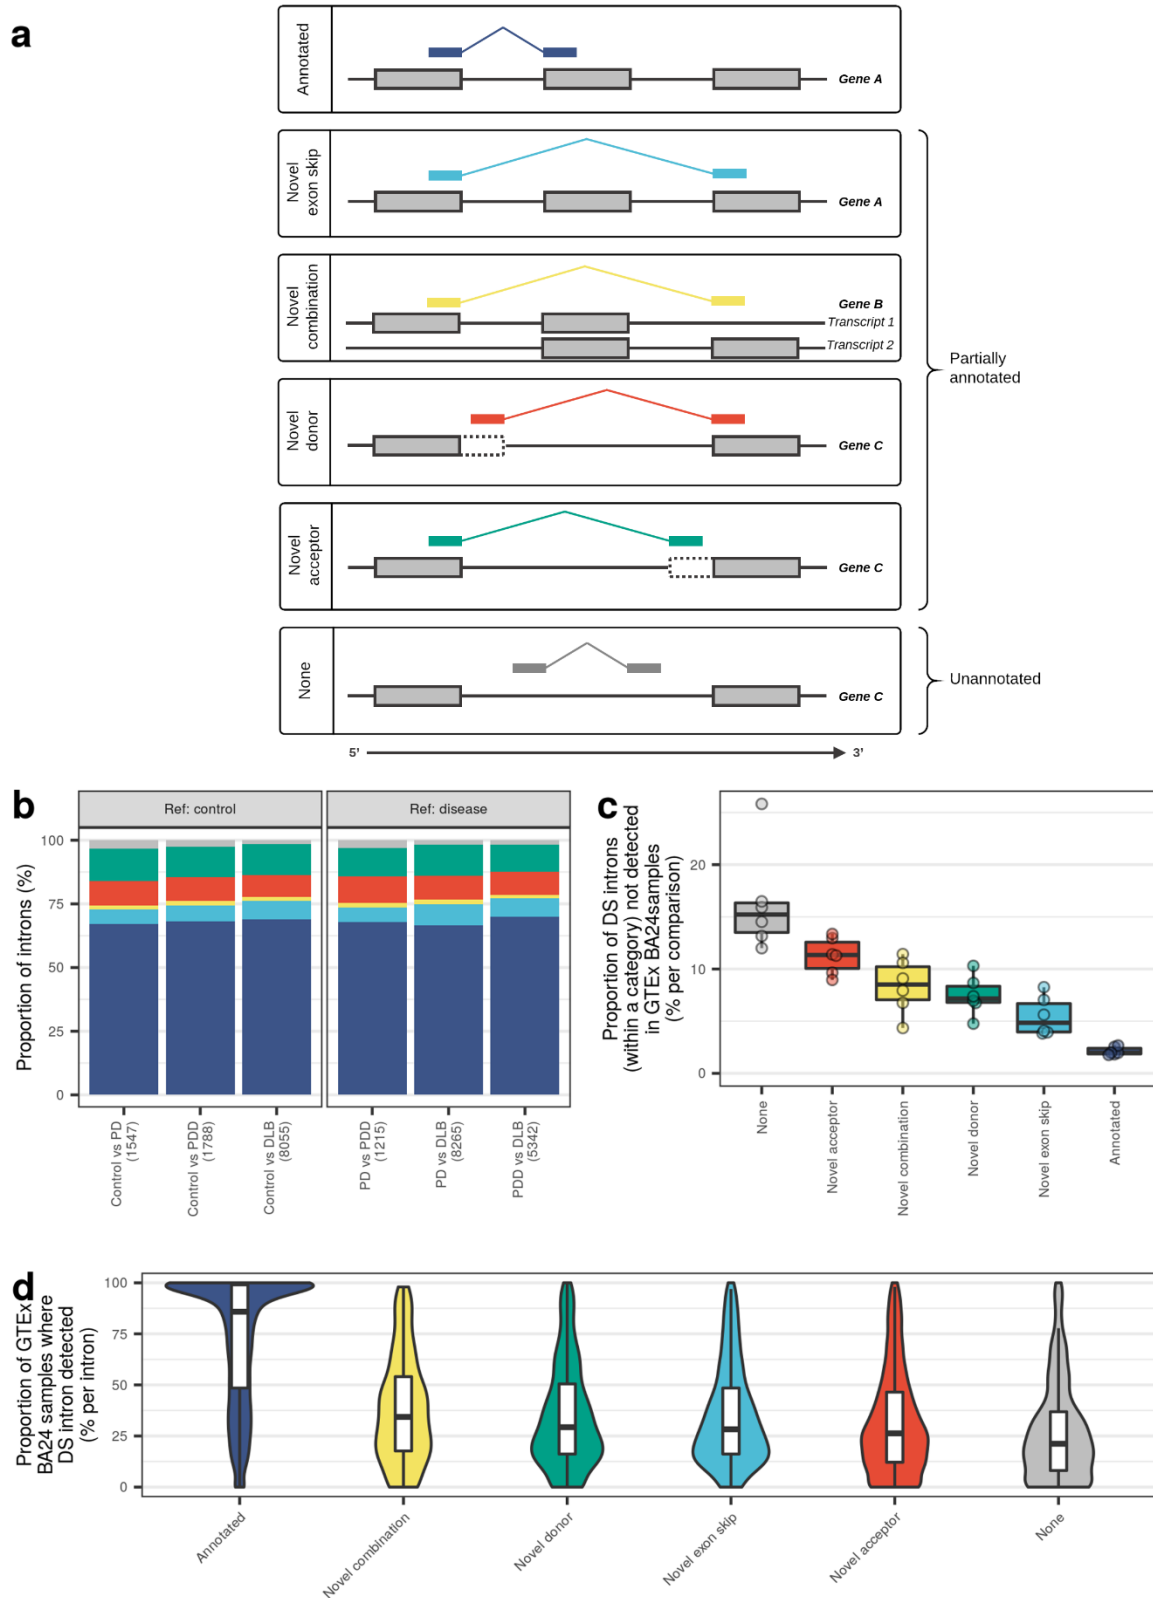 a
Annotated
Gene A
Novel
exon skip
Gene A
Novel
combination
Gene B
Transcript 1
Transcript 2
Novel
donor
Gene C
Novel
acceptor
Gene C
None
Gene C
Partially
annotated
Unannotated
5'
3'
b
Ref: control
Ref: disease
Proportion of introns (%)
100
75
50
25
0
Control vs PD
(1547)
Control vs PDD
(1788)
Control vs DLB
(8055)
PD vs PDD
(1215)
PD vs DLB
(8265)
PDD vs DLB
(5342)
c
Proportion of DS introns
(within a category) not detected
in GTEx BA24samples
(% per comparison)
20
10
0
None
Novel acceptor
Novel combination
Novel donor
Novel exon skip
Annotated
d
Proportion of GTEx
BA24 samples where
DS intron detected
(% per intron)
100
75
50
25
0
Annotated
Novel combination
Novel donor
Novel exon skip
Novel acceptor
None